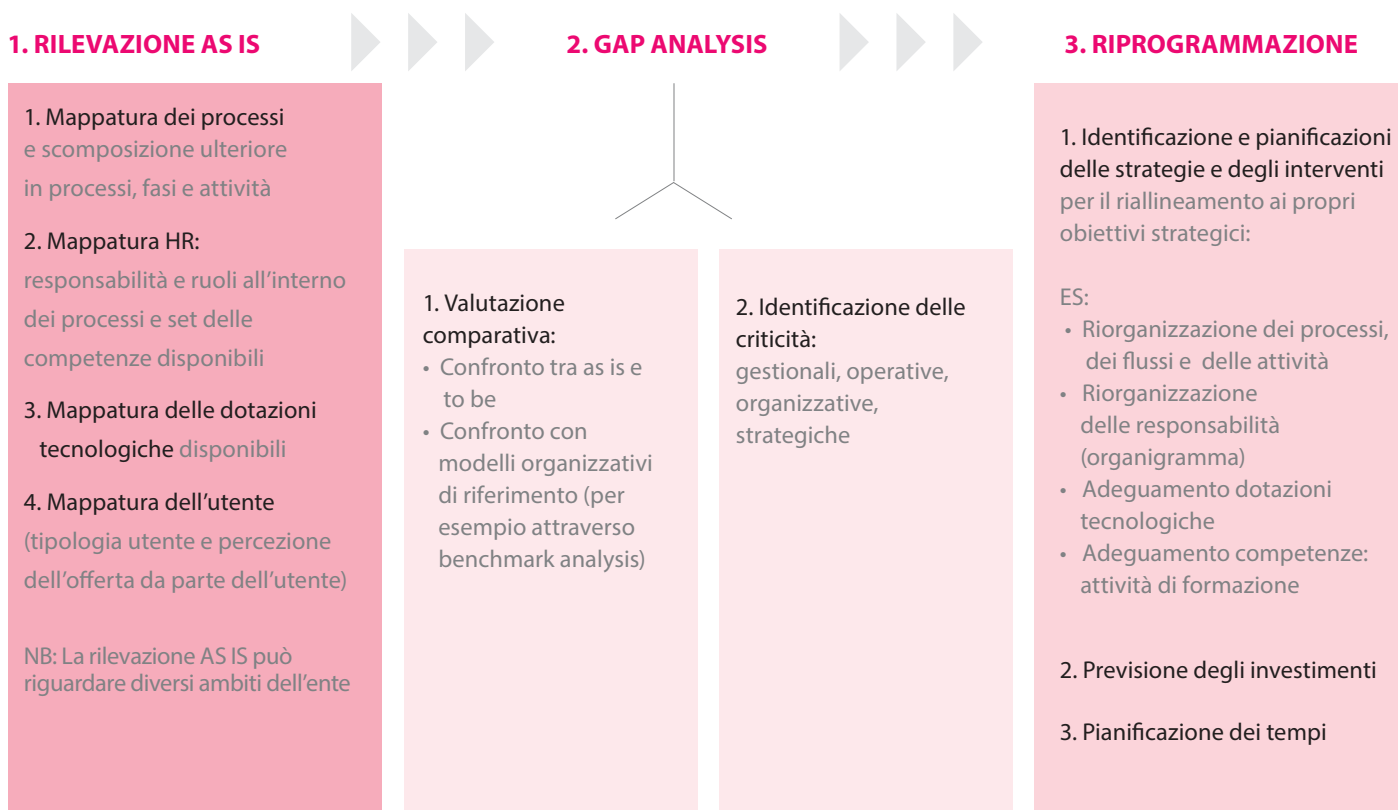 1. RILEVAZIONE AS IS
2. GAP ANALYSIS
3. RIPROGRAMMAZIONE
1. Mappatura dei processi
e scomposizione ulteriore
in processi, fasi e attività
2. Mappatura HR:
responsabilità e ruoli all’interno
dei processi e set delle
competenze disponibili
3. Mappatura delle dotazioni
tecnologiche disponibili
4. Mappatura dell’utente
(tipologia utente e percezione
dell’offerta da parte dell’utente)
NB: La rilevazione AS IS può
riguardare diversi ambiti dell’ente
1. Valutazione
comparativa:
• Confronto tra as is e
to be
• Confronto con
modelli organizzativi
di riferimento (per
esempio attraverso
benchmark analysis)
2. Identificazione delle
criticità:
gestionali, operative,
organizzative,
strategiche
1. Identificazione e pianificazioni
delle strategie e degli interventi
per il riallineamento ai propri
obiettivi strategici:
ES:
• Riorganizzazione dei processi,
dei flussi e delle attività
• Riorganizzazione
delle responsabilità
(organigramma)
• Adeguamento dotazioni
tecnologiche
• Adeguamento competenze:
attività di formazione
2. Previsione degli investimenti
3. Pianificazione dei tempi